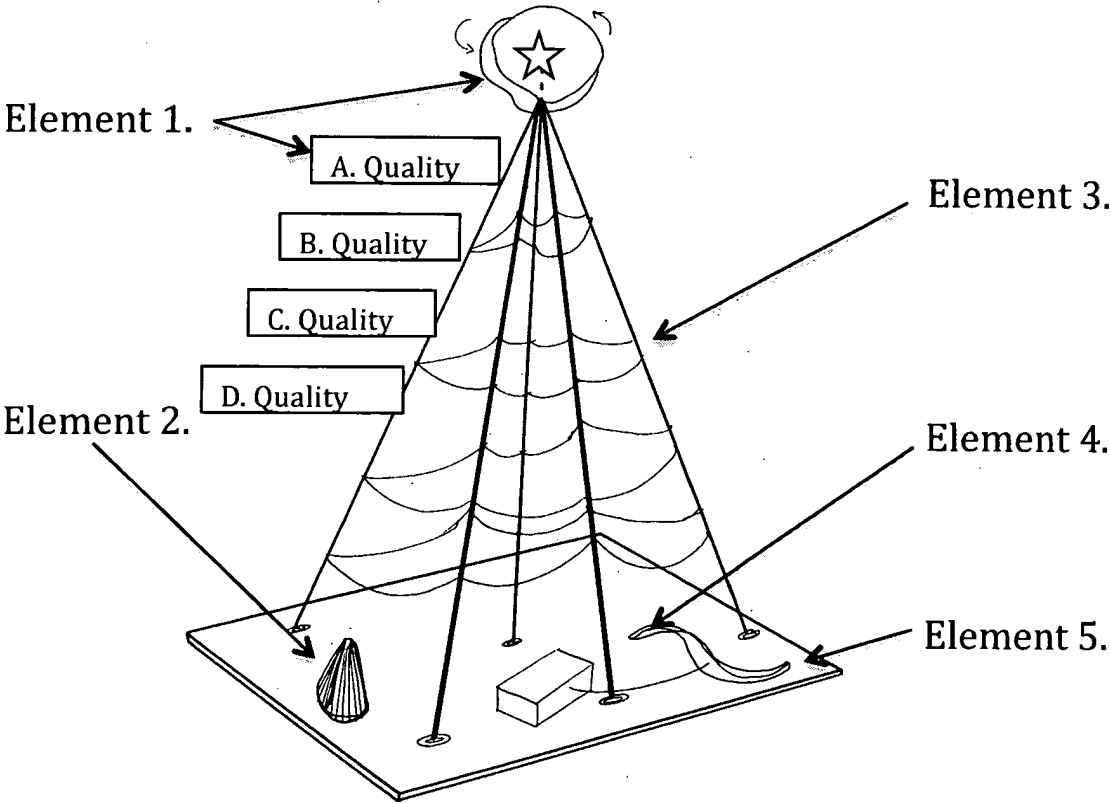 Element 1.
A. Quality
Element 3.
B. Quality
C. Quality
D. Quality
Element 2.
Element 4.
Element 5.